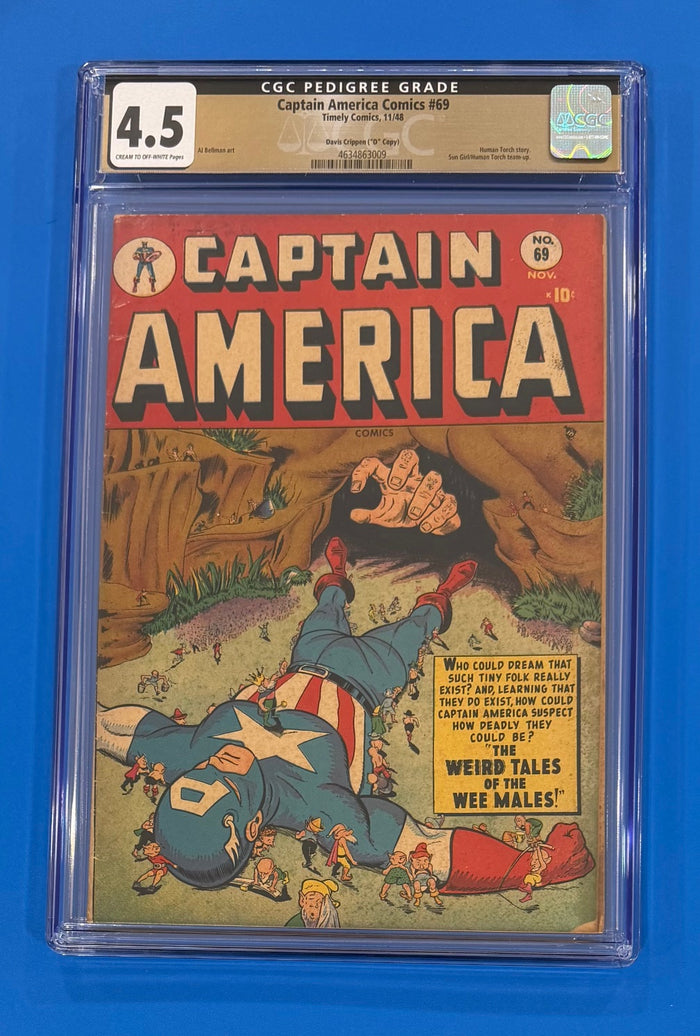 CGC PEDIGREE GRADE
4.5
CREAM TO OFF-WHITE Pages
Captain America Comics #69
Timely Comics, 11/48
Al Bellman art
Davis Crippen ("D" Copy)
4634863009
Human Torch story.
Sun Girl/Human Torch team-up.
CGC
CAPTAIN
AMERICA
NO.
69
NOV.
K 10¢
COMICS
WHO COULD DREAM THAT
SUCH TINY FOLK REALLY
EXIST? AND, LEARNING THAT
THEY DO EXIST, HOW COULD
CAPTAIN AMERICA SUSPECT
HOW DEADLY THEY
COULD BE?
"THE
WEIRD TALES
OF THE
WEE MALES!"